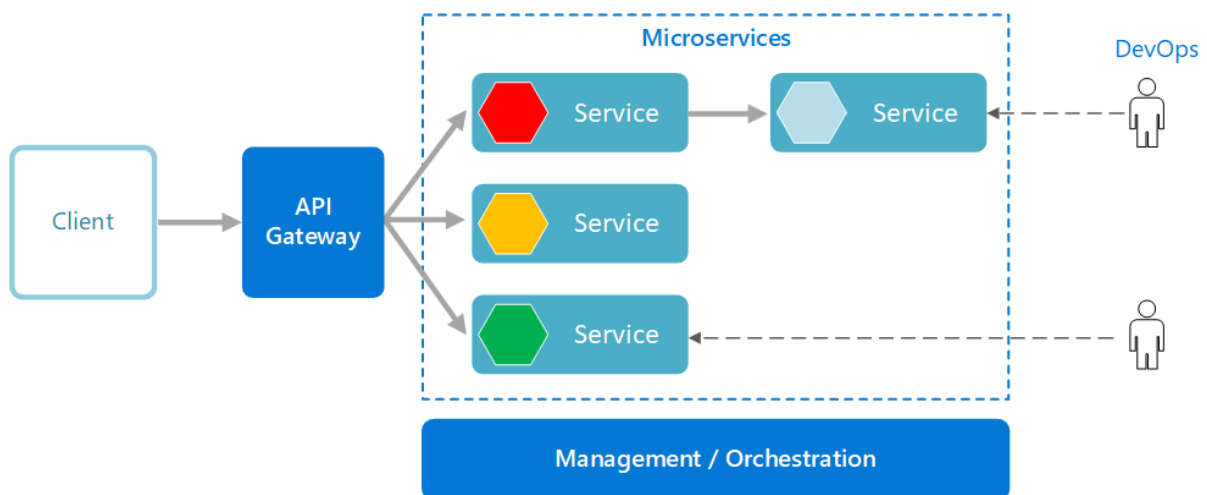 Microservices
DevOps
Service
Service
Client
API
Gateway
Service
Service
Management / Orchestration